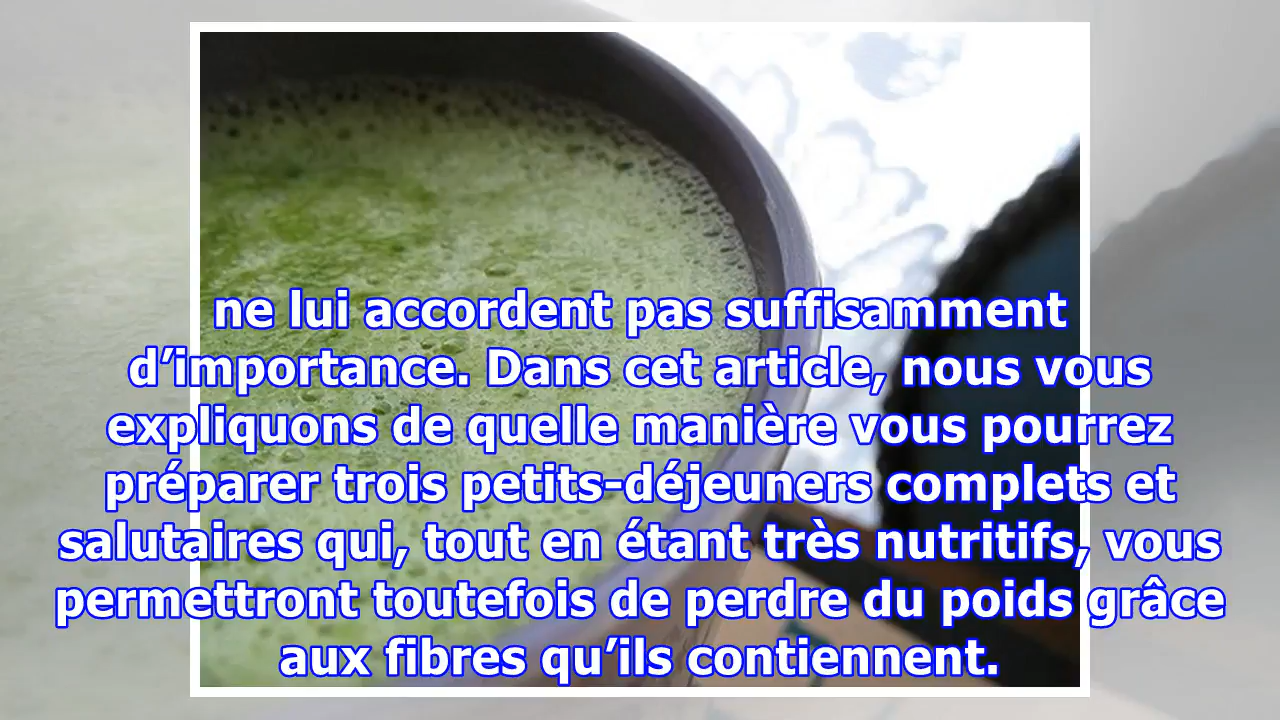 ne lui accordent pas suffisamment
d’importance. Dans cet article, nous vous
expliquons de quelle manière vous pourrez
préparer trois petits-déjeuners complets et
salutaires qui, tout en étant très nutritifs, vous
permettront toutefois de perdre du poids grâce
aux fibres qu’ils contiennent.